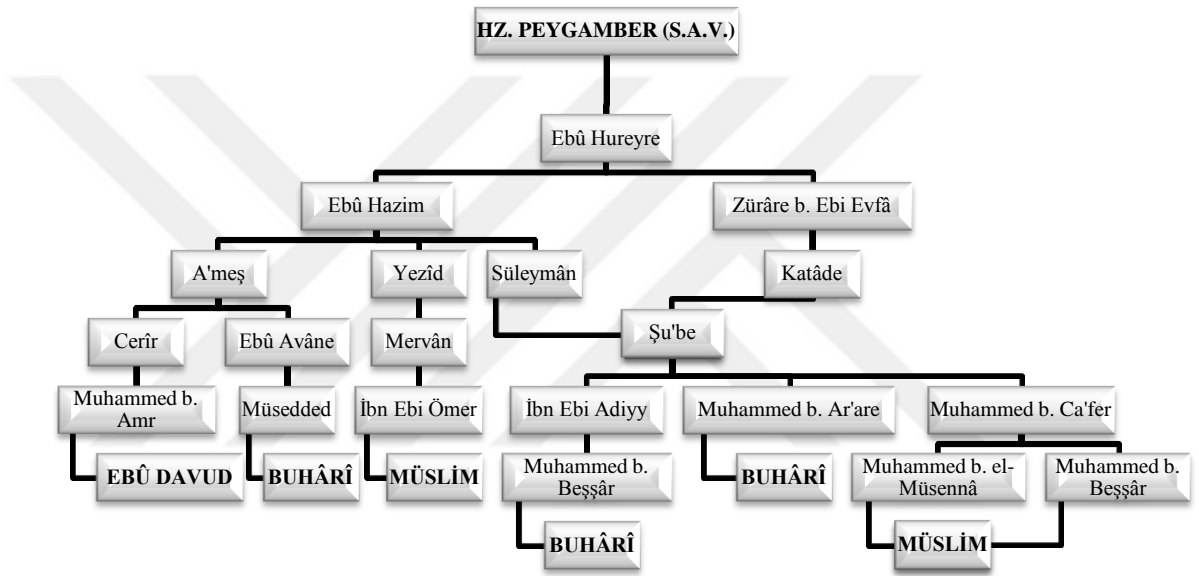 HZ. PEYGAMBER (S.A.V.)
Ebû Hureyre
Ebû Hazim
Zürâre b. Ebi Evfâ
A'meş
Yezîd
Süleymân
Katâde
Cerîr
Ebû Avâne
Mervân
Şu'be
Muhammed b.
Amr
Müsedded
İbn Ebi Ömer
İbn Ebi Adiyy
Muhammed b. Ar'are
Muhammed b. Ca'fer
EBÛ DAVUD
BUHÂRÎ
MÜSLİM
Muhammed b.
Beşşâr
BUHÂRÎ
Muhammed b. el-
Müsennâ
Muhammed b.
Beşşâr
BUHÂRÎ
MÜSLİM